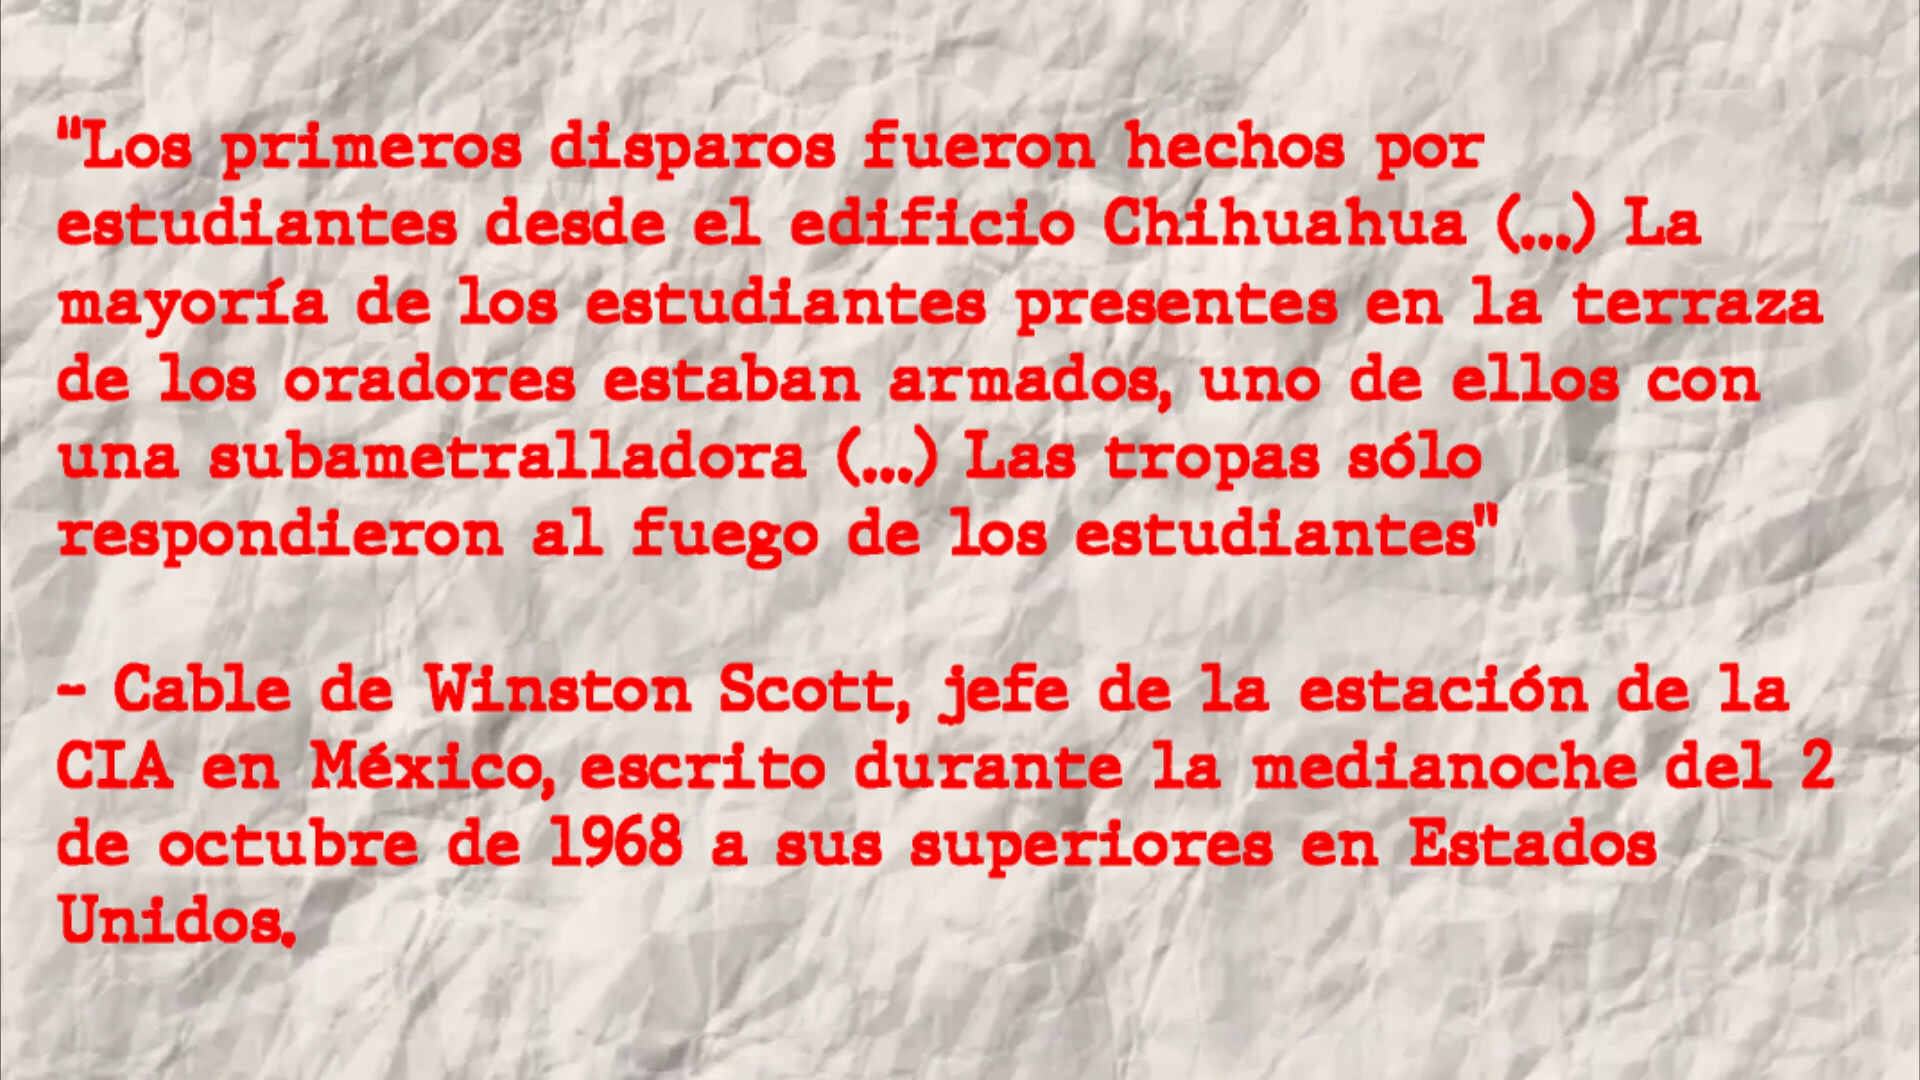 "Los primeros disparos fueron hechos por
estudiantes desde el edificio Chihuahua (...) La
mayoría de los estudiantes presentes en la terraza
de los oradores estaban armados, uno de ellos con
una subametralladora (...) Las tropas sólo
respondieron al fuego de los estudiantes"
- Cable de Winston Scott, jefe de la estación de la
CIA en México, escrito durante la medianoche del 2
de octubre de 1968 a sus superiores en Estados
Unidos.